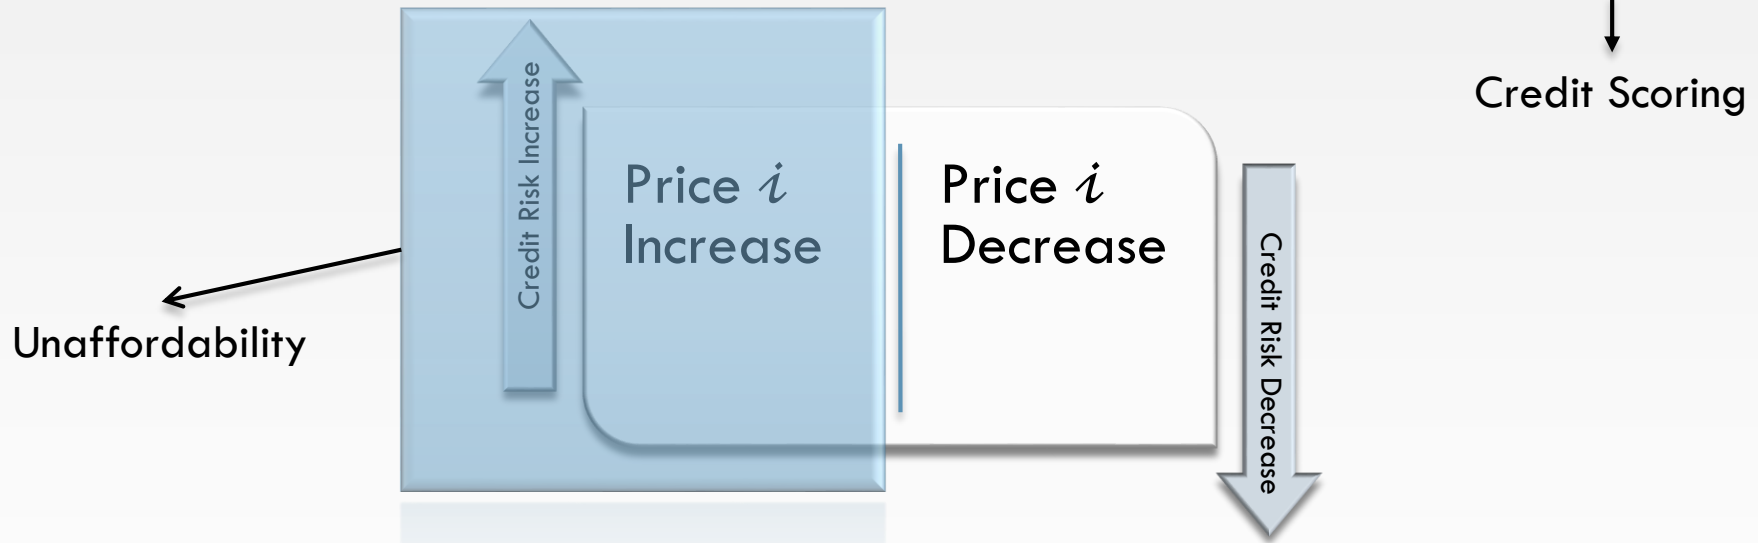 Credit Scoring
Credit Risk Increase
Price i
Increase
Price i
Decrease
Credit Risk Decrease
Unaffordability